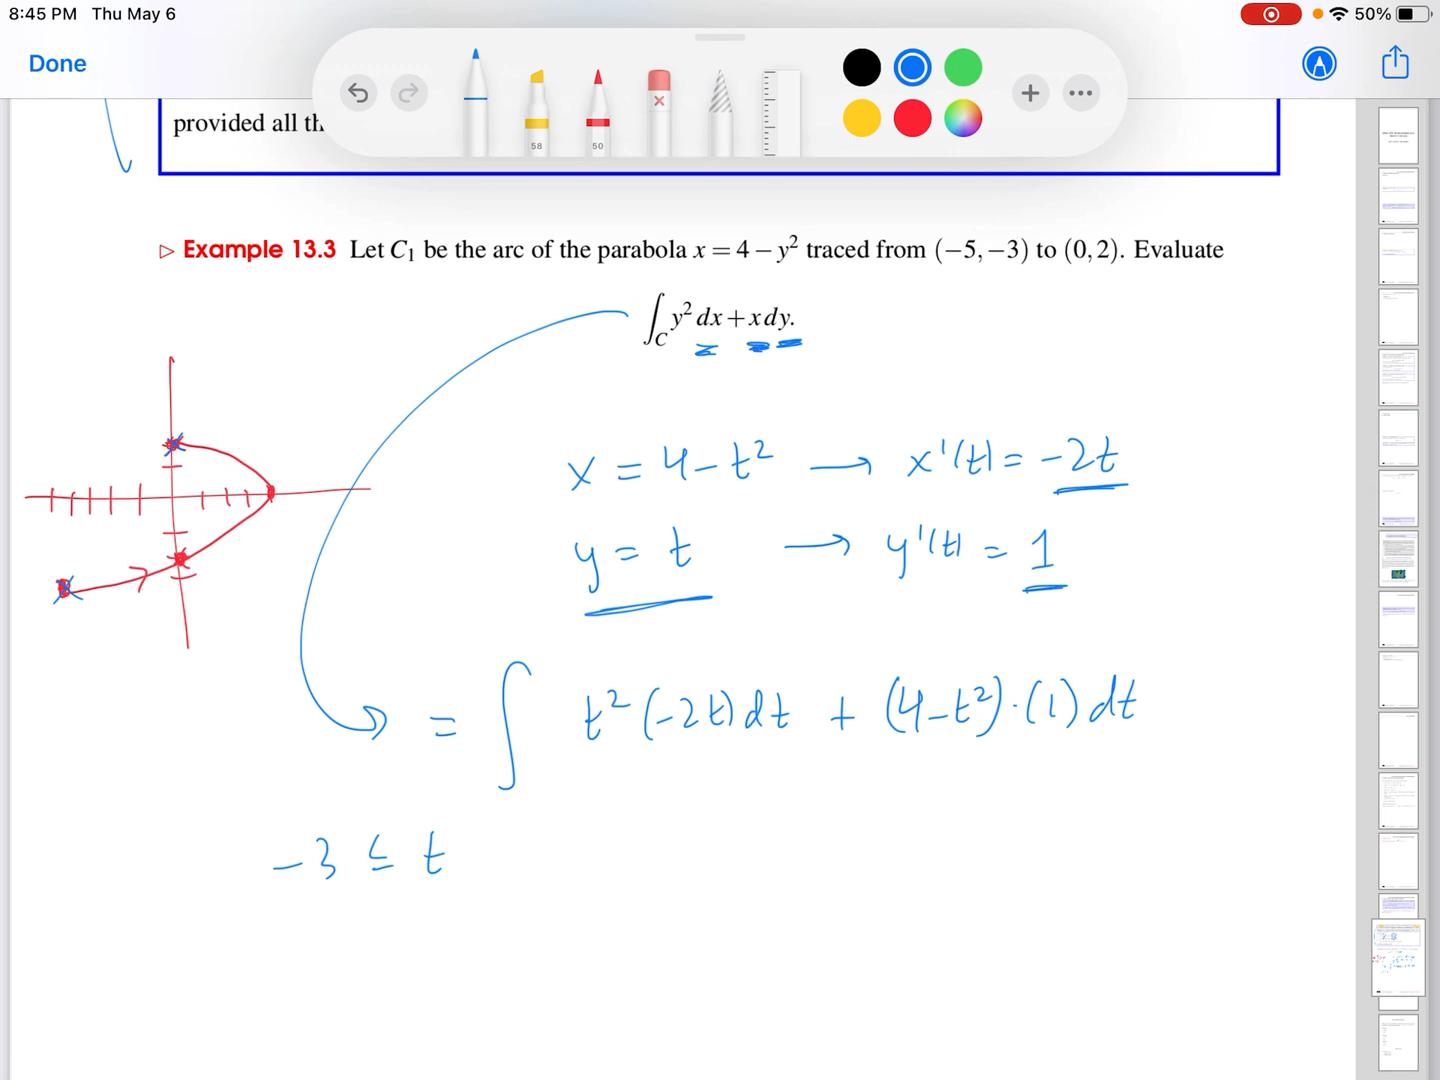 8:45 PM Thu May 6 50%
Done
58 50
provided all th
▷ Example 13.3 Let C₁ be the arc of the parabola x = 4 − y² traced from (−5, −3) to (0, 2). Evaluate
∫_C y² dx + x dy.
x = 4 − t² → x'(t) = −2t
y = t → y'(t) = 1
= ∫ t² (−2t) dt + (4 − t²) · (1) dt
−3 ≤ t